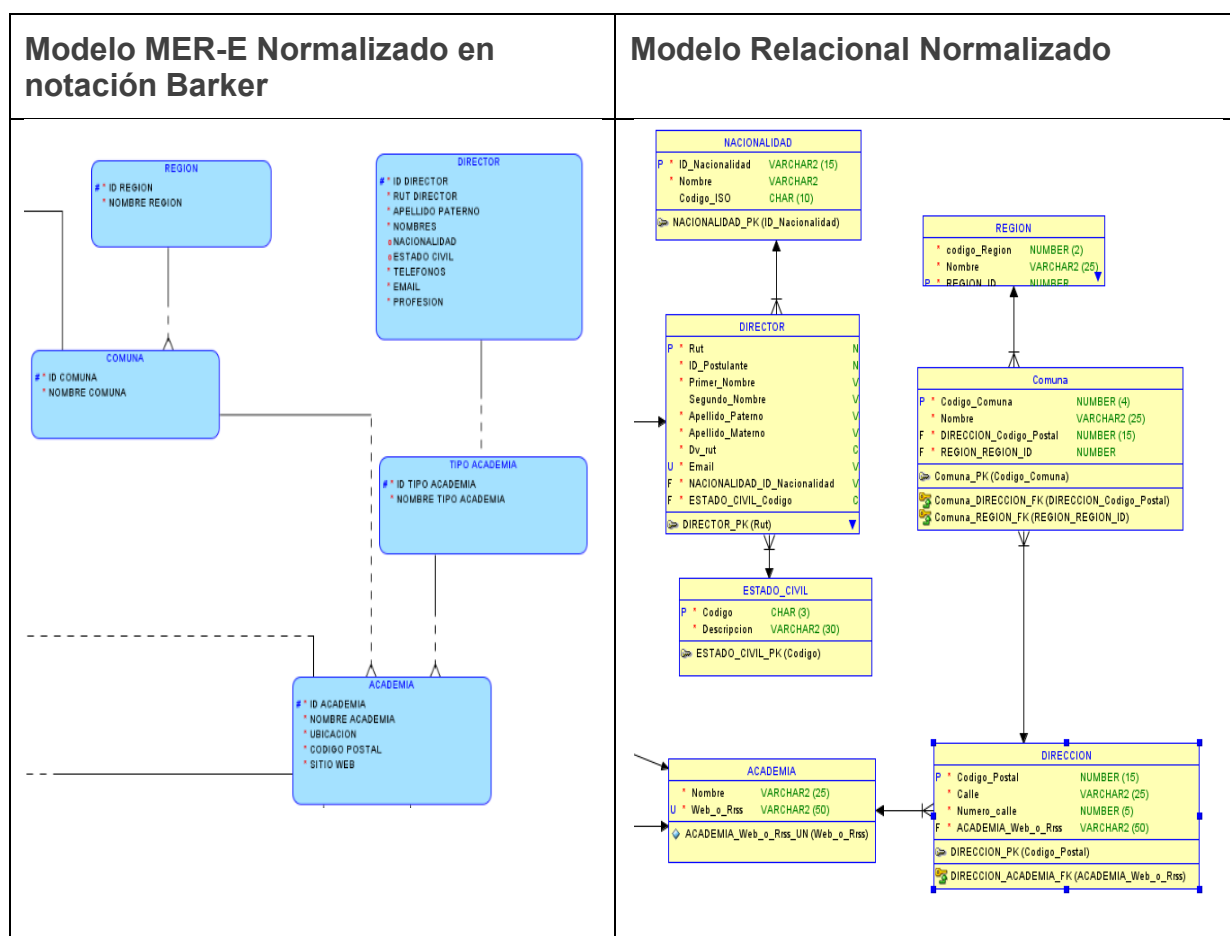 Modelo MER-E Normalizado en
notación Barker
Modelo Relacional Normalizado
REGION
# * ID REGION
* NOMBRE REGION
DIRECTOR
# * ID DIRECTOR
* RUT DIRECTOR
* APELLIDO PATERNO
* NOMBRES
o NACIONALIDAD
o ESTADO CIVIL
* TELEFONOS
* EMAIL
* PROFESION
COMUNA
# * ID COMUNA
* NOMBRE COMUNA
TIPO ACADEMIA
# * ID TIPO ACADEMIA
* NOMBRE TIPO ACADEMIA
ACADEMIA
# * ID ACADEMIA
* NOMBRE ACADEMIA
* UBICACION
* CODIGO POSTAL
* SITIO WEB
NACIONALIDAD
P * ID_Nacionalidad VARCHAR2 (15)
* Nombre VARCHAR2
Codigo_ISO CHAR (10)
NACIONALIDAD_PK (ID_Nacionalidad)
REGION
* codigo_Region NUMBER (2)
* Nombre VARCHAR2 (25)
P * REGION_ID NUMBER
DIRECTOR
P * Rut N
* ID_Postulante N
* Primer_Nombre V
Segundo_Nombre V
* Apellido_Paterno V
* Apellido_Materno V
* Dv_rut C
U * Email V
F * NACIONALIDAD_ID_Nacionalidad V
F * ESTADO_CIVIL_Codigo C
DIRECTOR_PK (Rut)
Comuna
P * Codigo_Comuna NUMBER (4)
* Nombre VARCHAR2 (25)
F * DIRECCION_Codigo_Postal NUMBER (15)
F * REGION_REGION_ID NUMBER
Comuna_PK (Codigo_Comuna)
Comuna_DIRECCION_FK (DIRECCION_Codigo_Postal)
Comuna_REGION_FK (REGION_REGION_ID)
ESTADO_CIVIL
P * Codigo CHAR (3)
* Descripcion VARCHAR2 (30)
ESTADO_CIVIL_PK (Codigo)
ACADEMIA
* Nombre VARCHAR2 (25)
U * Web_o_Rrss VARCHAR2 (50)
ACADEMIA_Web_o_Rrss_UN (Web_o_Rrss)
DIRECCION
P * Codigo_Postal NUMBER (15)
* Calle VARCHAR2 (25)
* Numero_calle NUMBER (5)
F * ACADEMIA_Web_o_Rrss VARCHAR2 (50)
DIRECCION_PK (Codigo_Postal)
DIRECCION_ACADEMIA_FK (ACADEMIA_Web_o_Rrss)